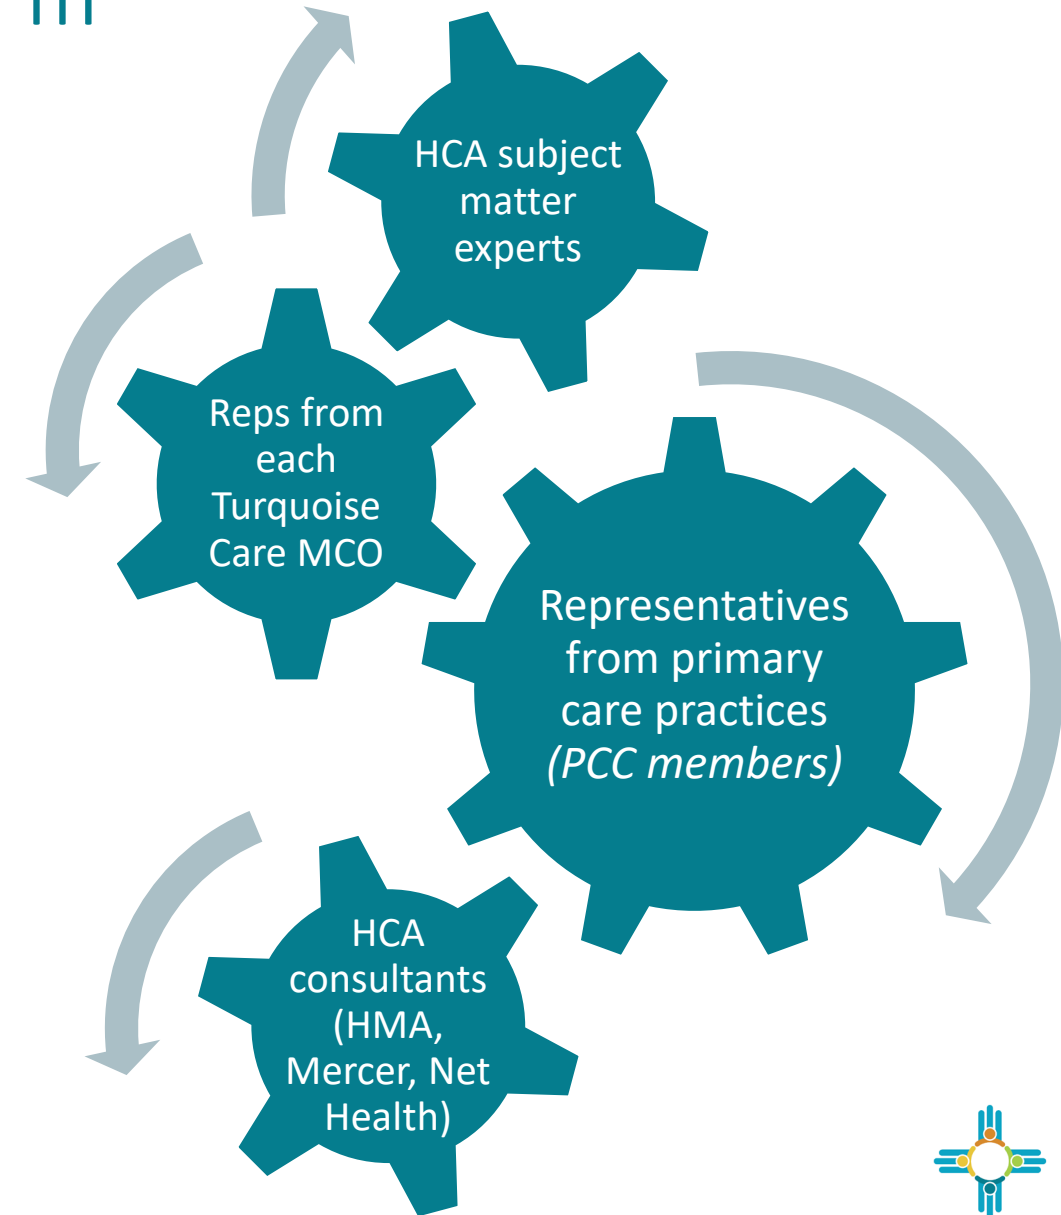 HCA subject
matter
experts
Reps from
each
Turquoise
Care MCO
Representatives
from primary
care practices
(PCC members)
HCA
consultants
(HMA,
Mercer, Net
Health)